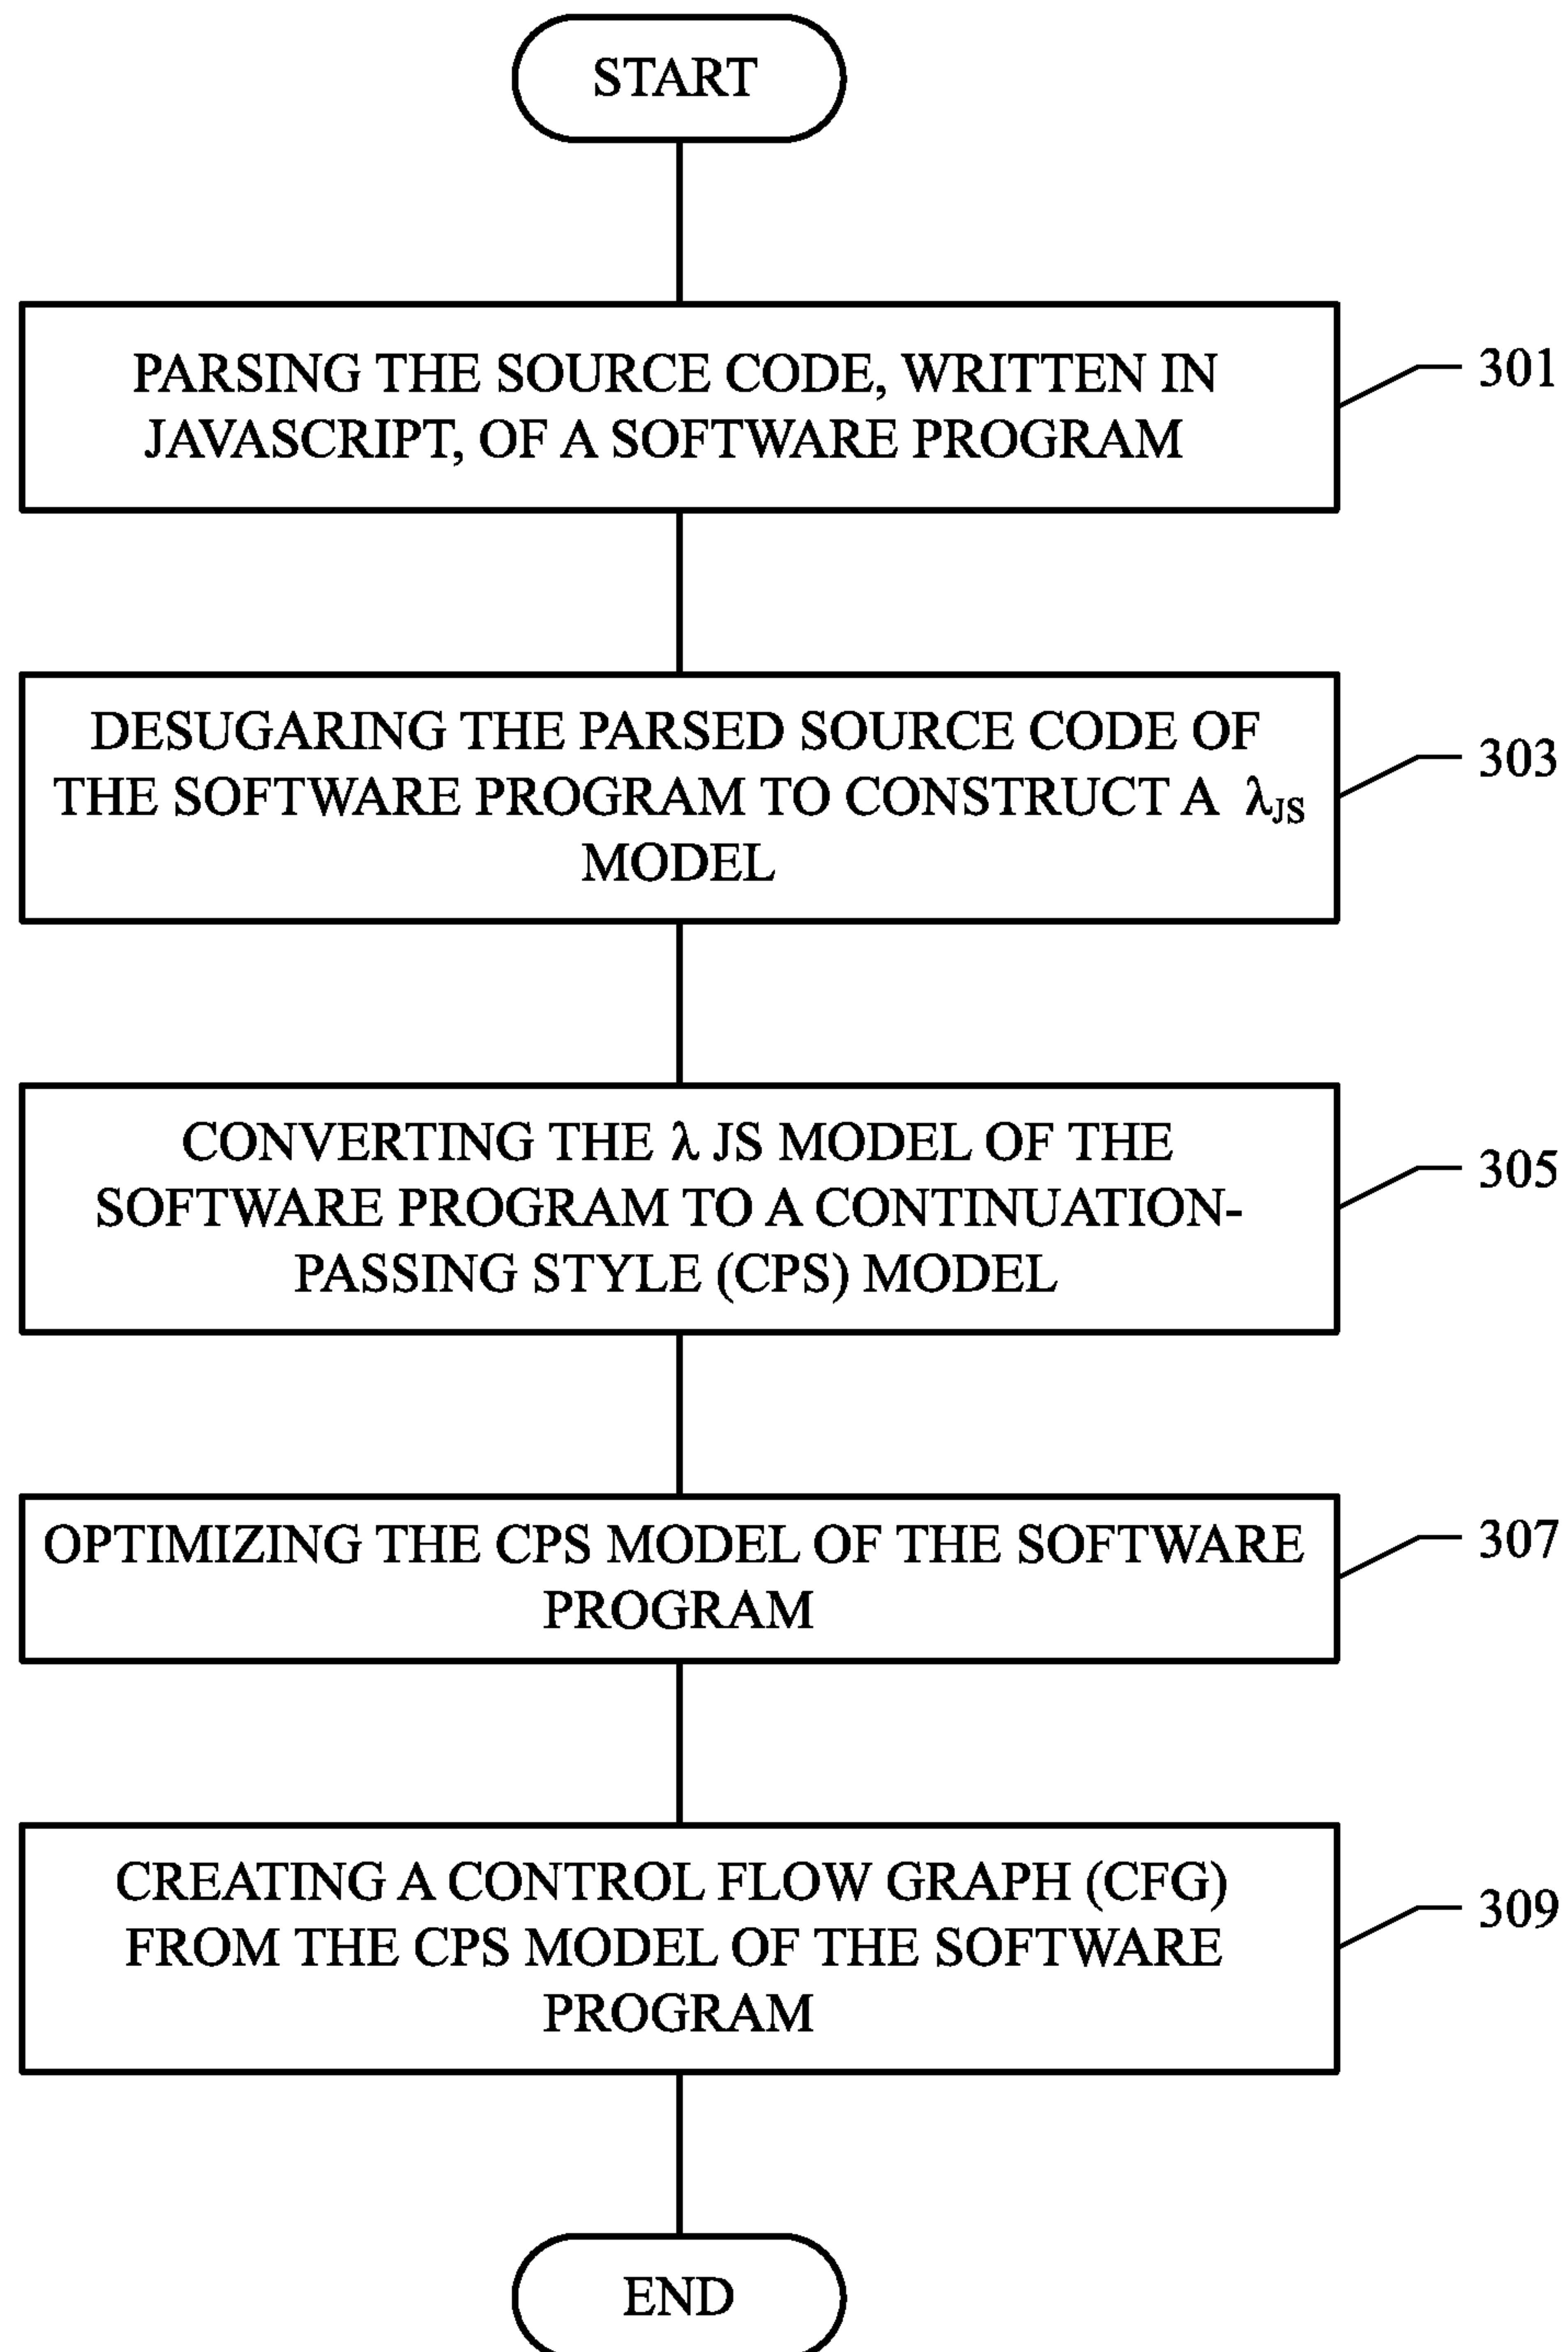 START
PARSING THE SOURCE CODE, WRITTEN IN
JAVASCRIPT, OF A SOFTWARE PROGRAM
301
DESUGARING THE PARSED SOURCE CODE OF
THE SOFTWARE PROGRAM TO CONSTRUCT A λJS
MODEL
303
CONVERTING THE λ JS MODEL OF THE
SOFTWARE PROGRAM TO A CONTINUATION-
PASSING STYLE (CPS) MODEL
305
OPTIMIZING THE CPS MODEL OF THE SOFTWARE
PROGRAM
307
CREATING A CONTROL FLOW GRAPH (CFG)
FROM THE CPS MODEL OF THE SOFTWARE
PROGRAM
309
END